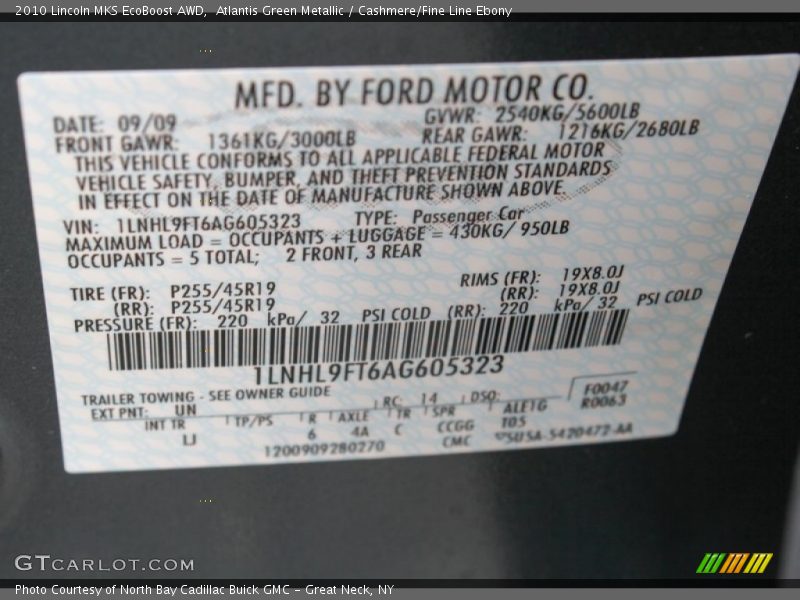 2010 Lincoln MKS EcoBoost AWD, Atlantis Green Metallic / Cashmere/Fine Line Ebony
MFD. BY FORD MOTOR CO.
DATE: 09/09 GVWR: 2540KG/5600LB
FRONT GAWR: 1361KG/3000LB REAR GAWR: 1216KG/2680LB
THIS VEHICLE CONFORMS TO ALL APPLICABLE FEDERAL MOTOR
VEHICLE SAFETY, BUMPER, AND THEFT PREVENTION STANDARDS
IN EFFECT ON THE DATE OF MANUFACTURE SHOWN ABOVE.
VIN: 1LNHL9FT6AG605323 TYPE: Passenger Car
MAXIMUM LOAD = OCCUPANTS + LUGGAGE = 430KG/ 950LB
OCCUPANTS = 5 TOTAL; 2 FRONT, 3 REAR
TIRE (FR): P255/45R19 RIMS (FR): 19X8.0J
(RR): P255/45R19 (RR): 19X8.0J
PRESSURE (FR): 220 kPa/ 32 PSI COLD (RR): 220 kPa/ 32 PSI COLD
1LNHL9FT6AG605323
TRAILER TOWING - SEE OWNER GUIDE
RC: 14 DSO: F0047
EXT PNT: UN R0063
INT TR TP/PS R AXLE TR SPR ALE1G
LJ 6 4A C CCGG T05
1200909280270 CMC 5U5A-5420472-AA
GTCARLOT.COM
Photo Courtesy of North Bay Cadillac Buick GMC – Great Neck, NY